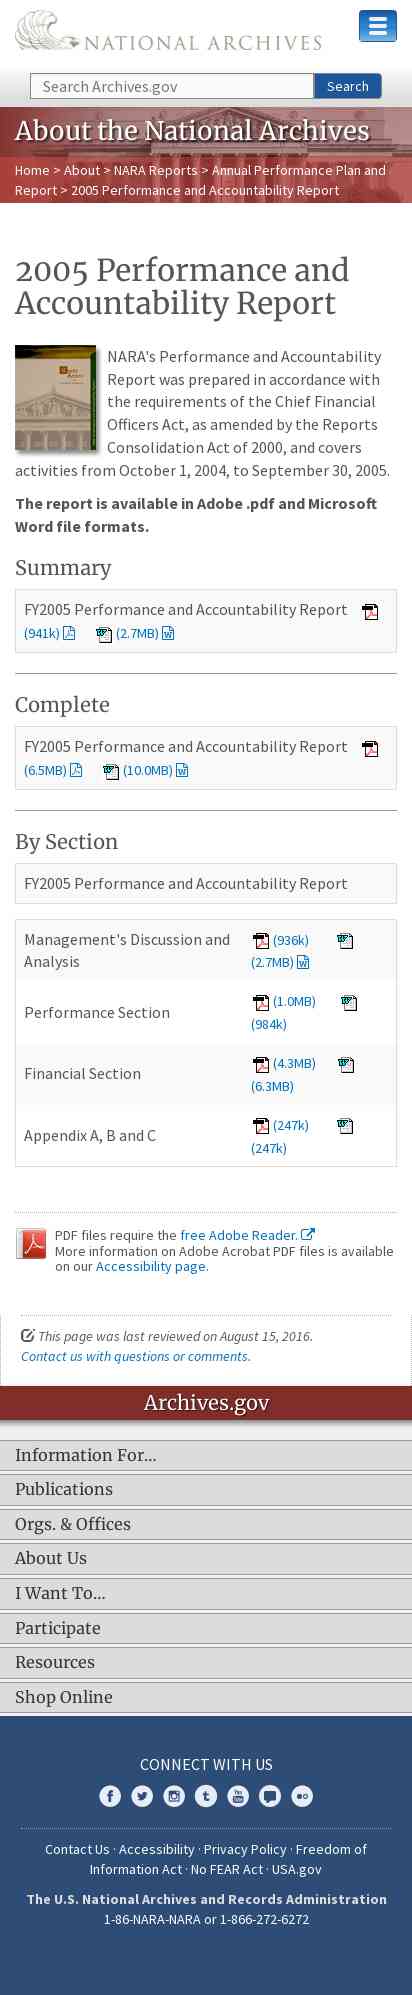 NATIONAL ARCHIVES
Search Archives.gov
Search
About the National Archives
Home > About > NARA Reports > Annual Performance Plan and
Report > 2005 Performance and Accountability Report
2005 Performance and
Accountability Report
NARA's Performance and Accountability
Report was prepared in accordance with
the requirements of the Chief Financial
Officers Act, as amended by the Reports
Consolidation Act of 2000, and covers
activities from October 1, 2004, to September 30, 2005.
The report is available in Adobe .pdf and Microsoft
Word file formats.
Summary
FY2005 Performance and Accountability Report
(941k) (2.7MB)
Complete
FY2005 Performance and Accountability Report
(6.5MB) (10.0MB)
By Section
FY2005 Performance and Accountability Report
Management's Discussion and
Analysis
(936k)
(2.7MB)
Performance Section
(1.0MB)
(984k)
Financial Section
(4.3MB)
(6.3MB)
Appendix A, B and C
(247k)
(247k)
PDF files require the free Adobe Reader.
More information on Adobe Acrobat PDF files is available
on our Accessibility page.
This page was last reviewed on August 15, 2016.
Contact us with questions or comments.
Archives.gov
Information For…
Publications
Orgs. & Offices
About Us
I Want To…
Participate
Resources
Shop Online
CONNECT WITH US
Contact Us · Accessibility · Privacy Policy · Freedom of
Information Act · No FEAR Act · USA.gov
The U.S. National Archives and Records Administration
1-86-NARA-NARA or 1-866-272-6272